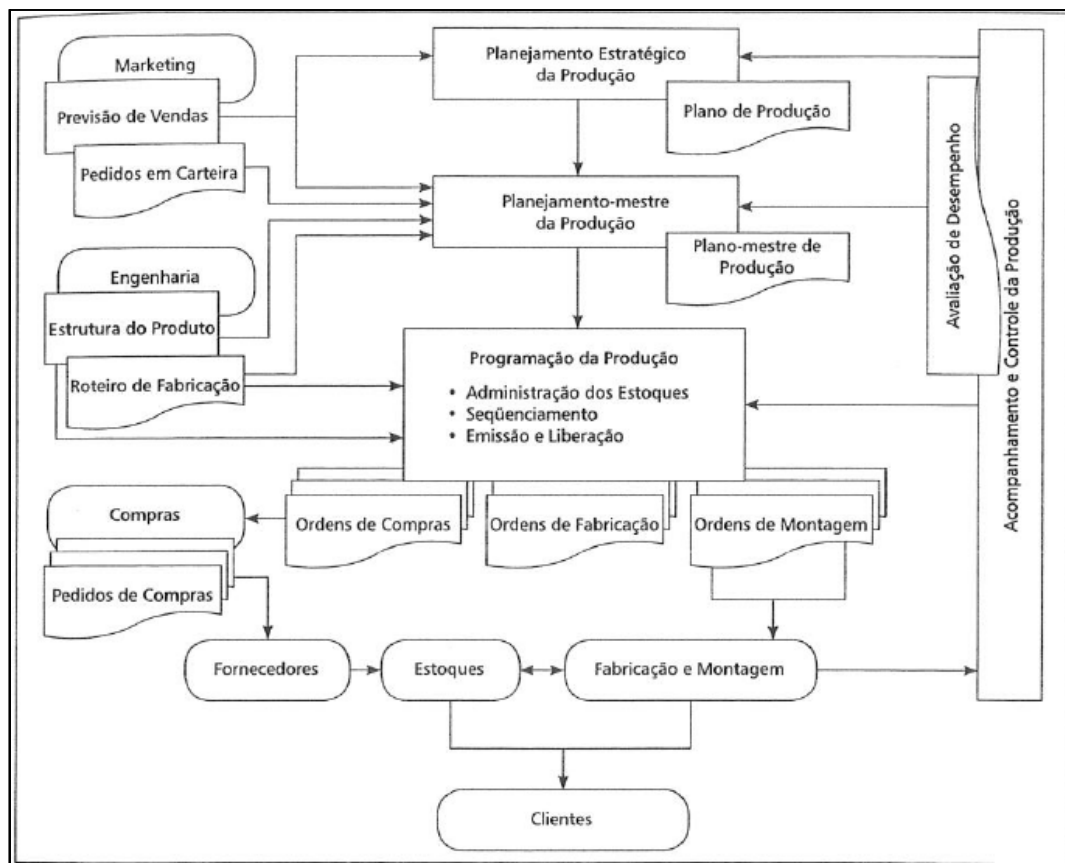 Marketing
Previsão de Vendas
Pedidos em Carteira
Planejamento Estratégico
da Produção
Plano de Produção
Planejamento-mestre
da Produção
Plano-mestre de
Produção
Engenharia
Estrutura do Produto
Roteiro de Fabricação
Programação da Produção
• Administração dos Estoques
• Seqüenciamento
• Emissão e Liberação
Avaliação de Desempenho
Acompanhamento e Controle da Produção
Compras
Pedidos de Compras
Ordens de Compras
Ordens de Fabricação
Ordens de Montagem
Fornecedores
Estoques
Fabricação e Montagem
Clientes